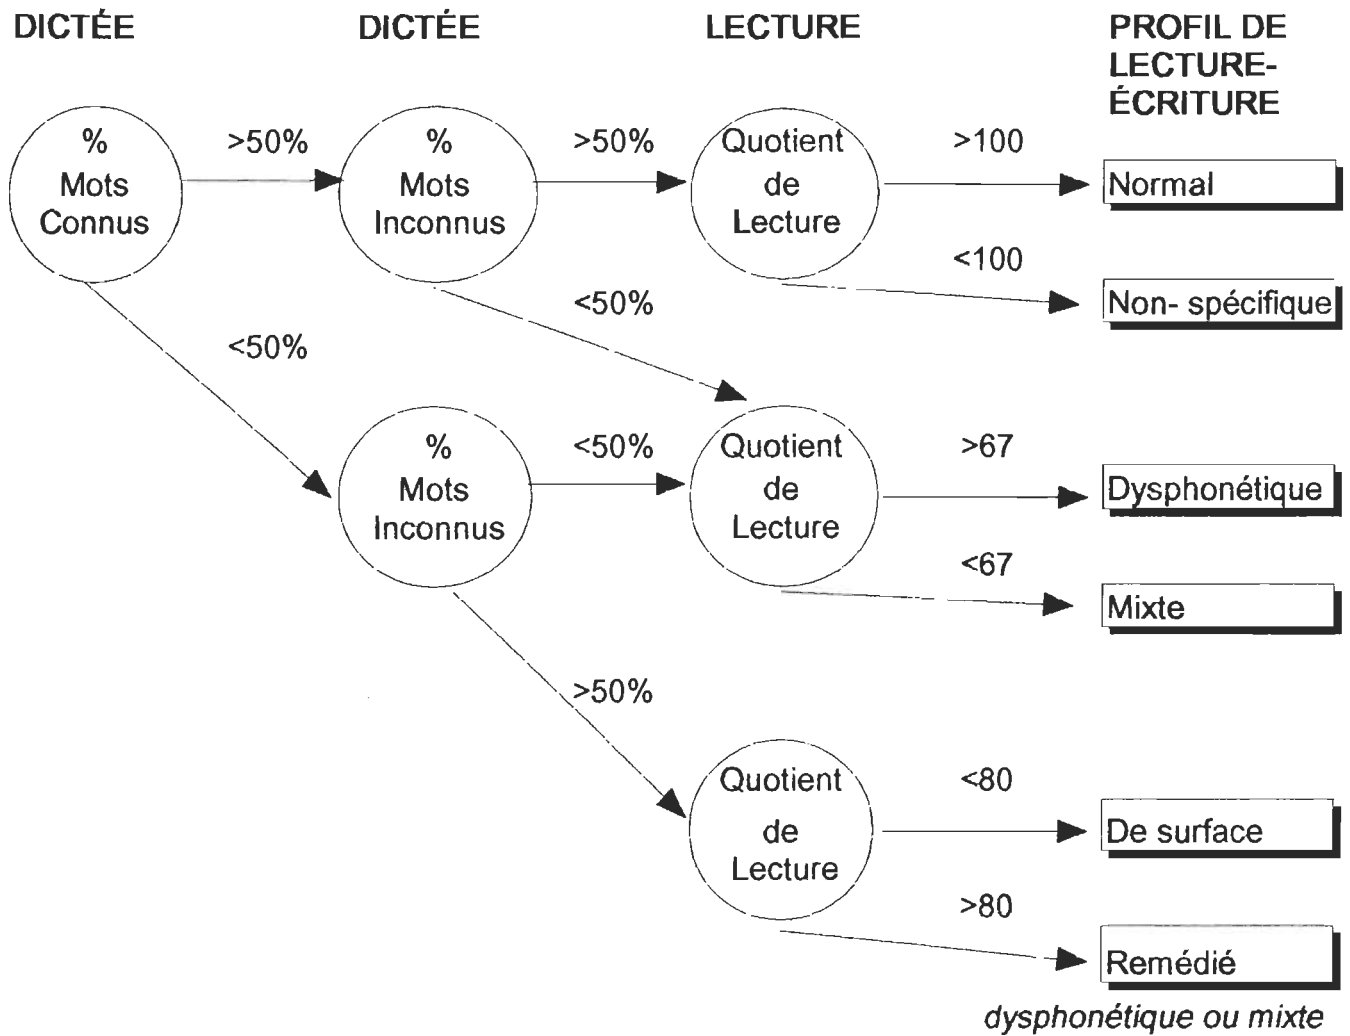 DICTÉE
DICTÉE
LECTURE
PROFIL DE
LECTURE-
ÉCRITURE
%
Mots
Connus
>50%
%
Mots
Inconnus
>50%
Quotient
de
Lecture
>100
Normal
<100
Non- spécifique
<50%
<50%
%
Mots
Inconnus
<50%
Quotient
de
Lecture
>67
Dysphonétique
<67
Mixte
>50%
Quotient
de
Lecture
<80
De surface
>80
Remédié
dysphonétique ou mixte